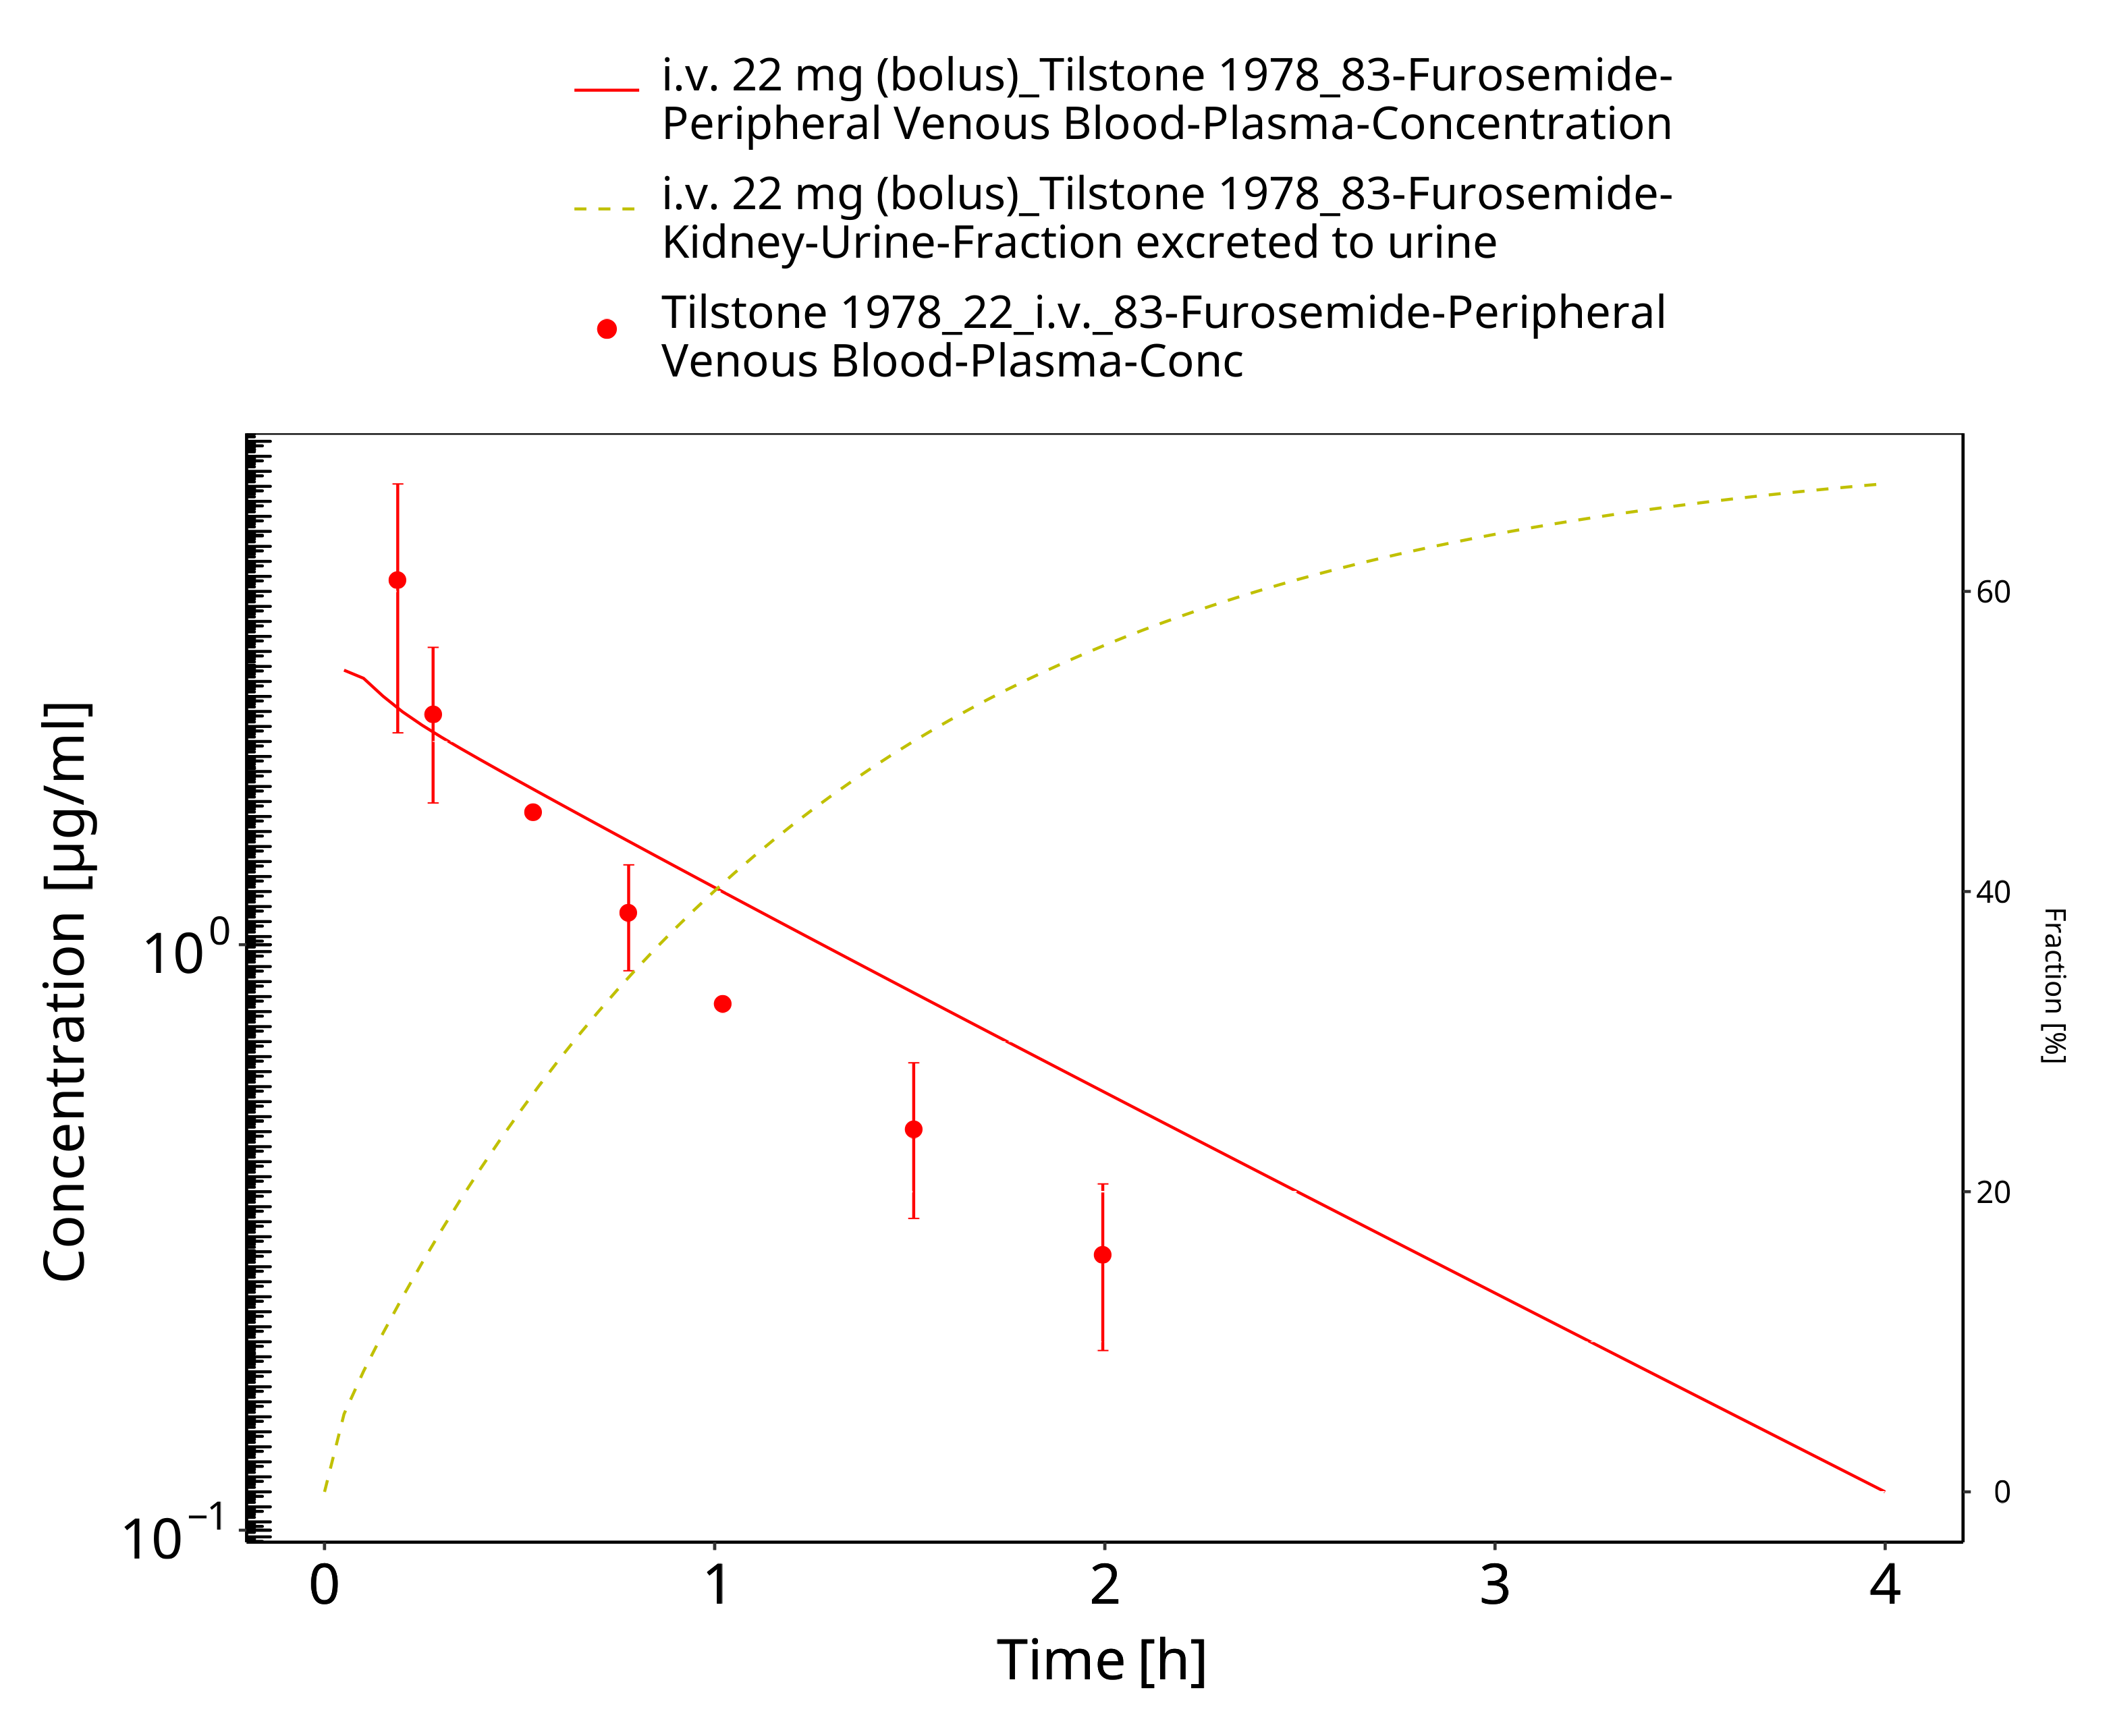 i.v. 22 mg (bolus)_Tilstone 1978_83-Furosemide-
Peripheral Venous Blood-Plasma-Concentration
i.v. 22 mg (bolus)_Tilstone 1978_83-Furosemide-
Kidney-Urine-Fraction excreted to urine
Tilstone 1978_22_i.v._83-Furosemide-Peripheral
Venous Blood-Plasma-Conc
Concentration [µg/ml]
10⁰
10⁻¹
60
40
20
0
Fraction [%]
0 1 2 3 4
Time [h]